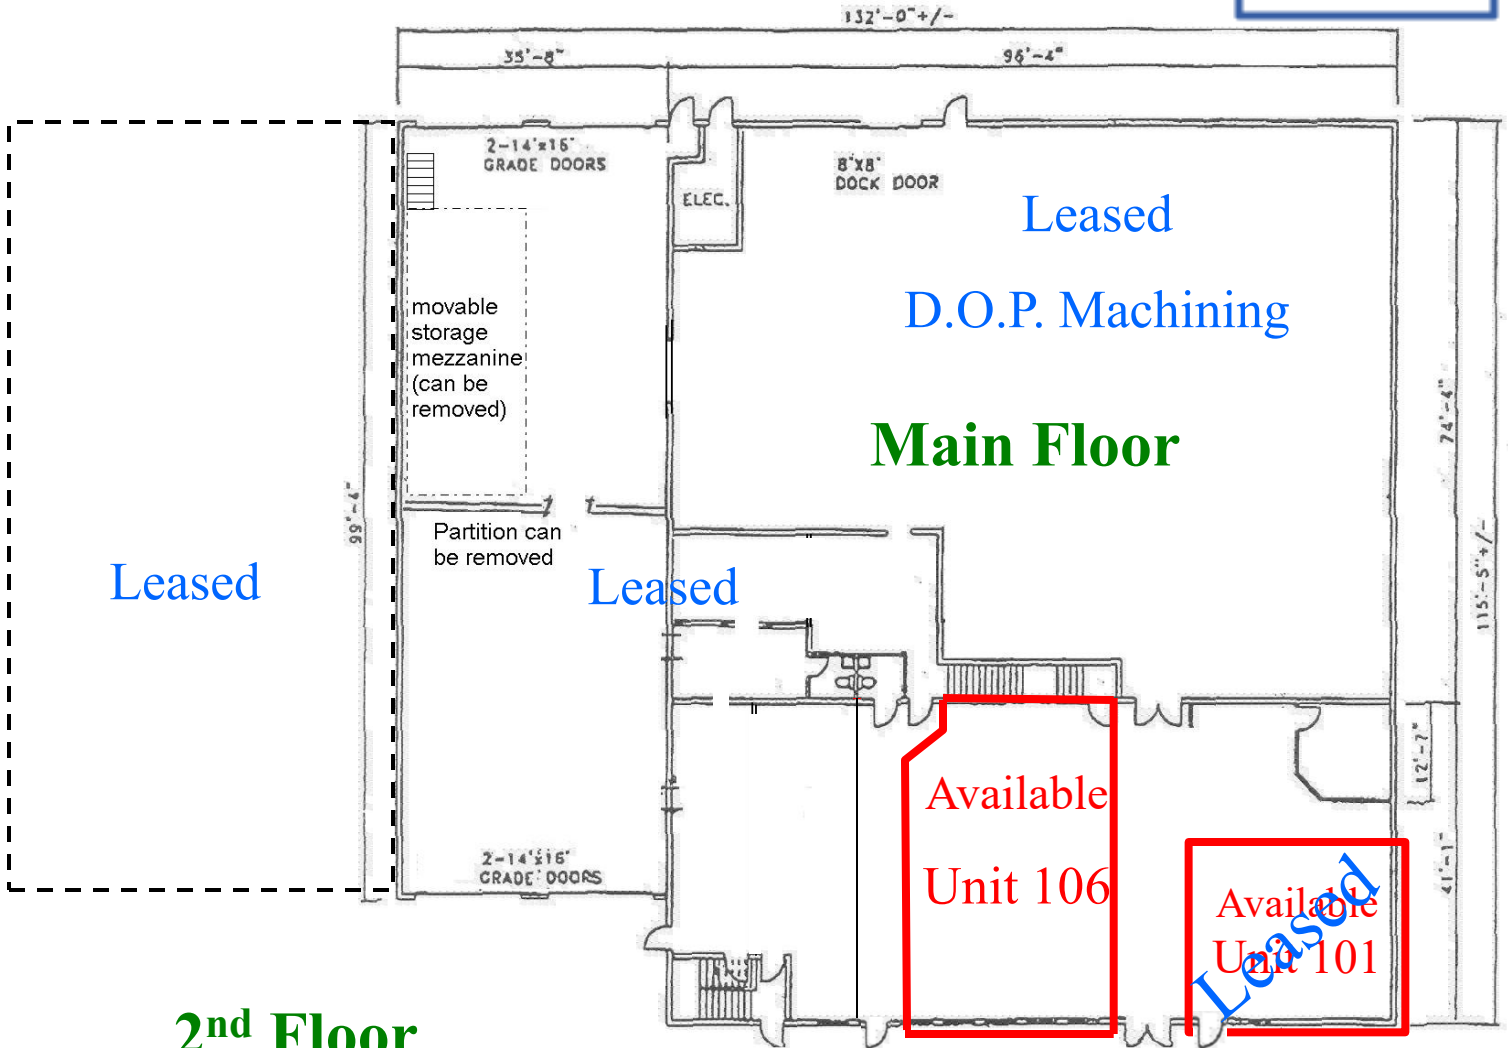 132'-0"+/-
35'-8"
96'-4"
2-14'x16'
GRADE DOORS
8'X8'
DOCK DOOR
ELEC.
Leased
D.O.P. Machining
movable
storage
mezzanine
(can be
removed)
Main Floor
74'-4"
99'-4"
Partition can
be removed
Leased
Leased
115'-5"+/-
12'-7"
Available
Unit 106
41'-1"
2-14'x16'
GRADE DOORS
Available
Unit 101
Leased
2nd Floor